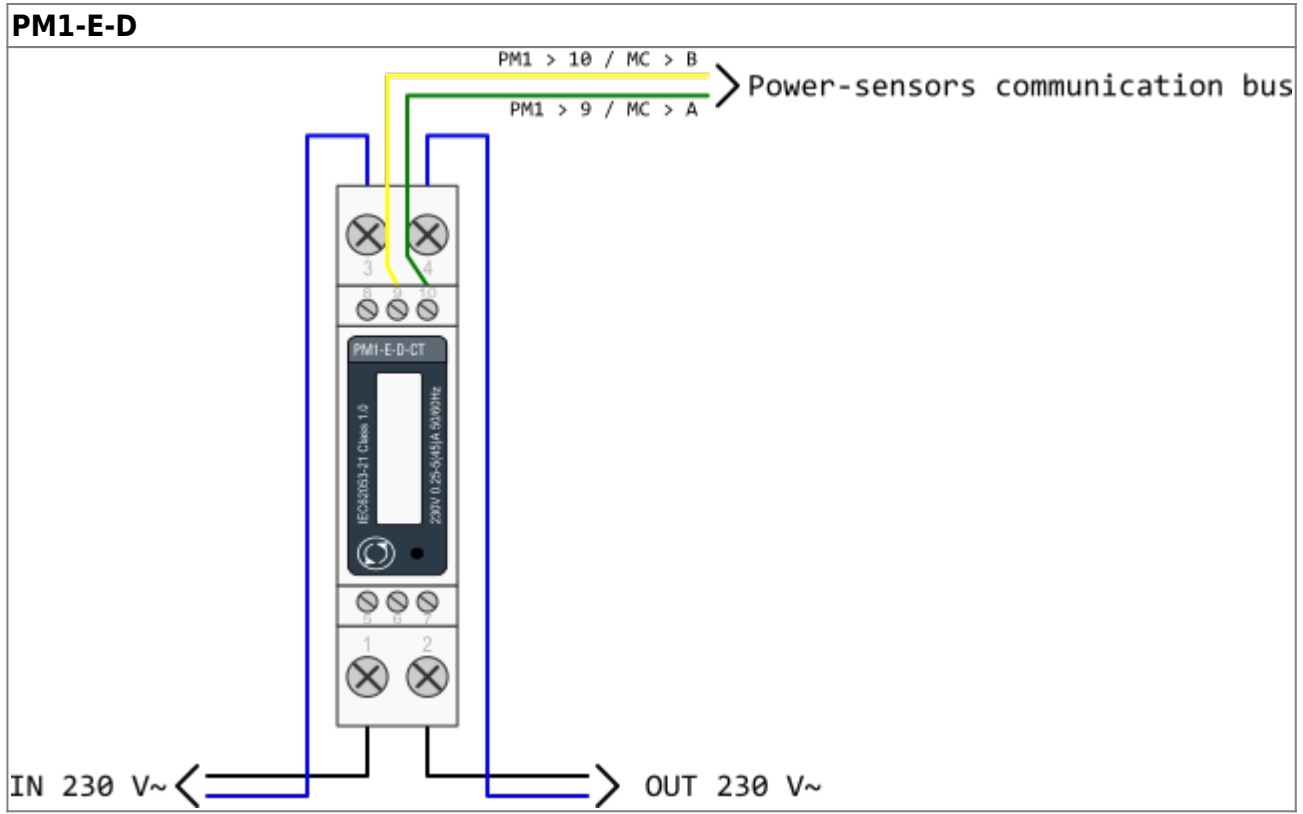 PM1-E-D
PM1 > 10 / MC > B
Power-sensors communication bus
PM1 > 9 / MC > A
3 4
8 9 10
PM1-E-D-CT
IEC62053-21 Class 1.0
230V 0.25-5(45)A 50/60Hz
5 6 7
1 2
IN 230 V~
OUT 230 V~